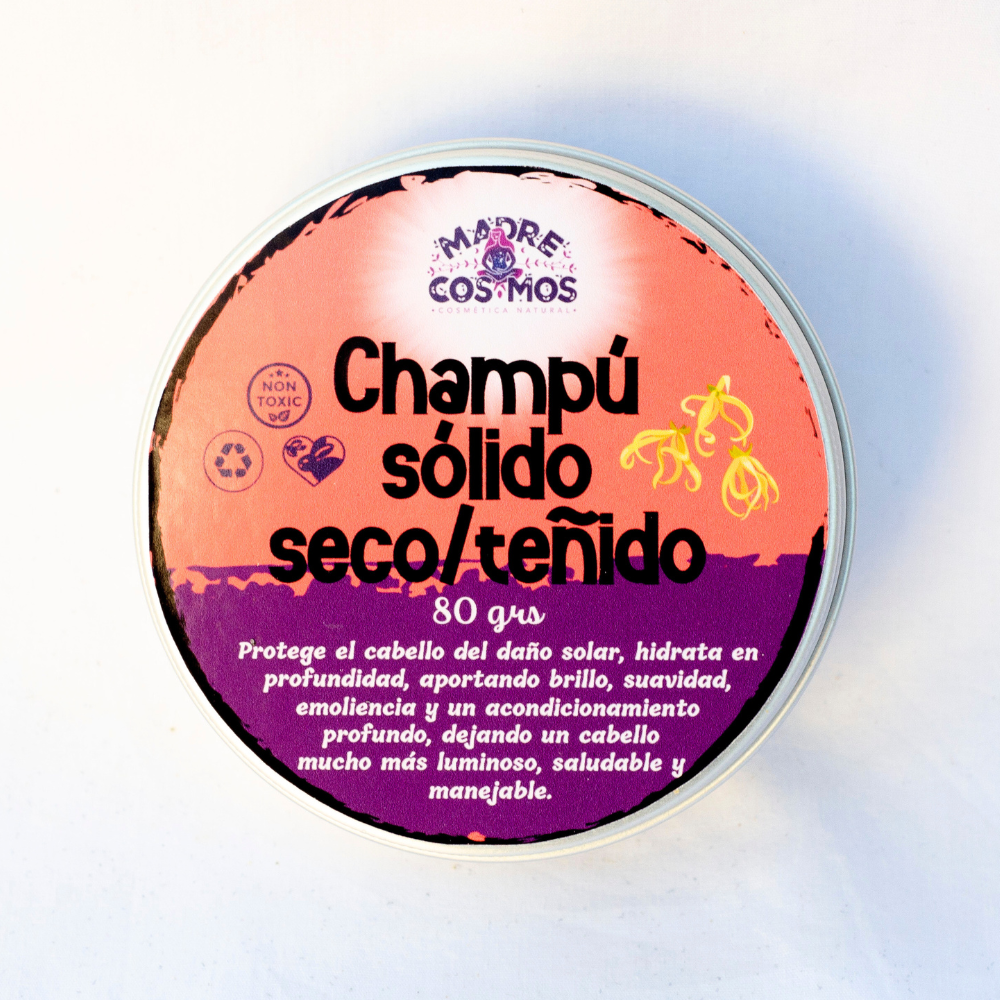 MADRE
COSMOS
•COSMÉTICA NATURAL•
Champú
sólido
seco/teñido
NON
TOXIC
80 grs
Protege el cabello del daño solar, hidrata en
profundidad, aportando brillo, suavidad,
emoliencia y un acondicionamiento
profundo, dejando un cabello
mucho más luminoso, saludable y
manejable.